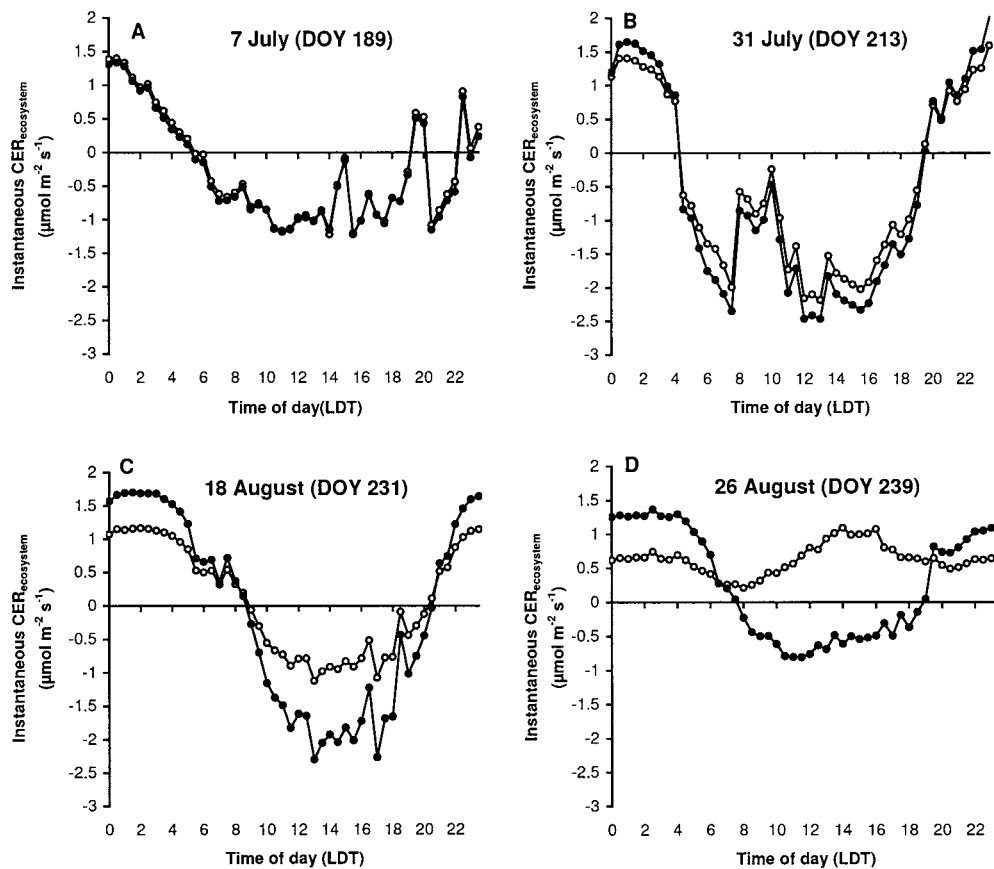 A
7 July (DOY 189)
Instantaneous CERecosystem
(µmol m-2 s-1)
2
1.5
1
0.5
0
-0.5
-1
-1.5
-2
-2.5
-3
0 2 4 6 8 10 12 14 16 18 20 22
Time of day(LDT)
B
31 July (DOY 213)
Instantaneous CERecosystem
(µmol m-2 s-1)
2
1.5
1
0.5
0
-0.5
-1
-1.5
-2
-2.5
-3
0 2 4 6 8 10 12 14 16 18 20 22
Time of day (LDT)
C
18 August (DOY 231)
Instantaneous CERecosystem
(µmol m-2 s-1)
2
1.5
1
0.5
0
-0.5
-1
-1.5
-2
-2.5
-3
0 2 4 6 8 10 12 14 16 18 20 22
Time of day (LDT)
D
26 August (DOY 239)
Instantaneous CERecosystem
(µmol m-2 s-1)
2
1.5
1
0.5
0
-0.5
-1
-1.5
-2
-2.5
-3
0 2 4 6 8 10 12 14 16 18 20 22
Time of day (LDT)